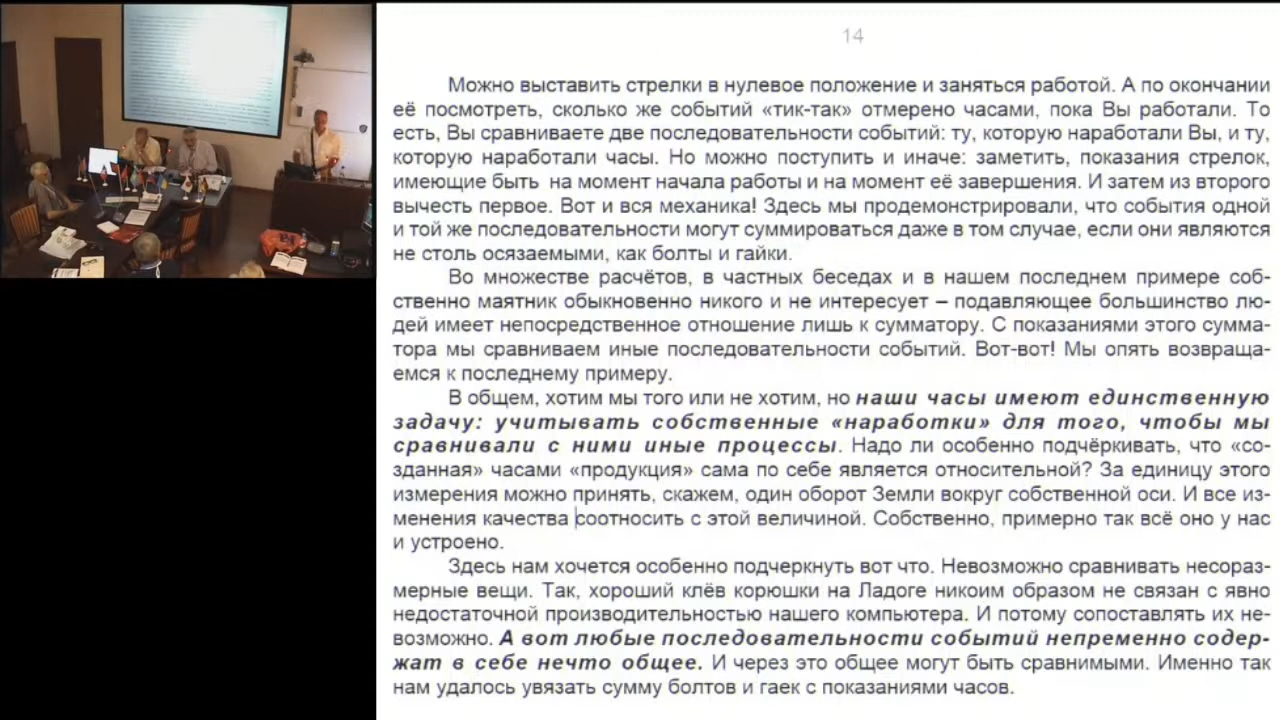 14
Можно выставить стрелки в нулевое положение и заняться работой. А по окончании
её посмотреть, сколько же событий «тик-так» отмерено часами, пока Вы работали. То
есть, Вы сравниваете две последовательности событий: ту, которую наработали Вы, и ту,
которую наработали часы. Но можно поступить и иначе: заметить, показания стрелок,
имеющие быть на момент начала работы и на момент её завершения. И затем из второго
вычесть первое. Вот и вся механика! Здесь мы продемонстрировали, что события одной
и той же последовательности могут суммироваться даже в том случае, если они являются
не столь осязаемыми, как болты и гайки.
Во множестве расчётов, в частных беседах и в нашем последнем примере соб-
ственно маятник обыкновенно никого и не интересует – подавляющее большинство лю-
дей имеет непосредственное отношение лишь к сумматору. С показаниями этого сумма-
тора мы сравниваем иные последовательности событий. Вот-вот! Мы опять возвраща-
емся к последнему примеру.
В общем, хотим мы того или не хотим, но наши часы имеют единственную
задачу: учитывать собственные «наработки» для того, чтобы мы
сравнивали с ними иные процессы. Надо ли особенно подчёркивать, что «со-
зданная» часами «продукция» сама по себе является относительной? За единицу этого
измерения можно принять, скажем, один оборот Земли вокруг собственной оси. И все из-
менения качества соотносить с этой величиной. Собственно, примерно так всё оно у нас
и устроено.
Здесь нам хочется особенно подчеркнуть вот что. Невозможно сравнивать несораз-
мерные вещи. Так, хороший клёв корюшки на Ладоге никоим образом не связан с явно
недостаточной производительностью нашего компьютера. И потому сопоставлять их не-
возможно. А вот любые последовательности событий непременно содер-
жат в себе нечто общее. И через это общее могут быть сравнимыми. Именно так
нам удалось увязать сумму болтов и гаек с показаниями часов.